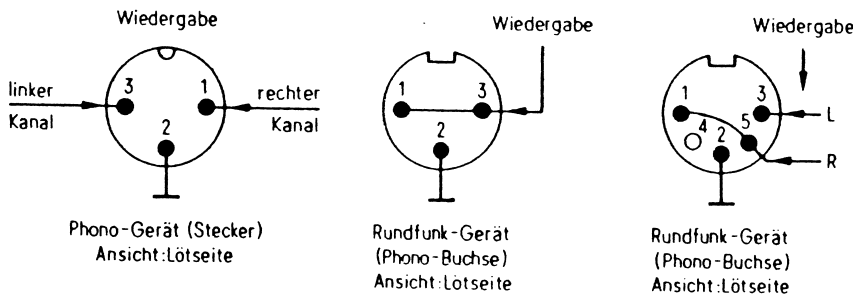 Wiedergabe
linker
Kanal
3
1
2
rechter
Kanal
Phono-Gerät (Stecker)
Ansicht:Lötseite
Wiedergabe
1
3
2
Rundfunk-Gerät
(Phono-Buchse)
Ansicht:Lötseite
Wiedergabe
1
3
4
2
5
L
R
Rundfunk-Gerät
(Phono-Buchse)
Ansicht:Lötseite